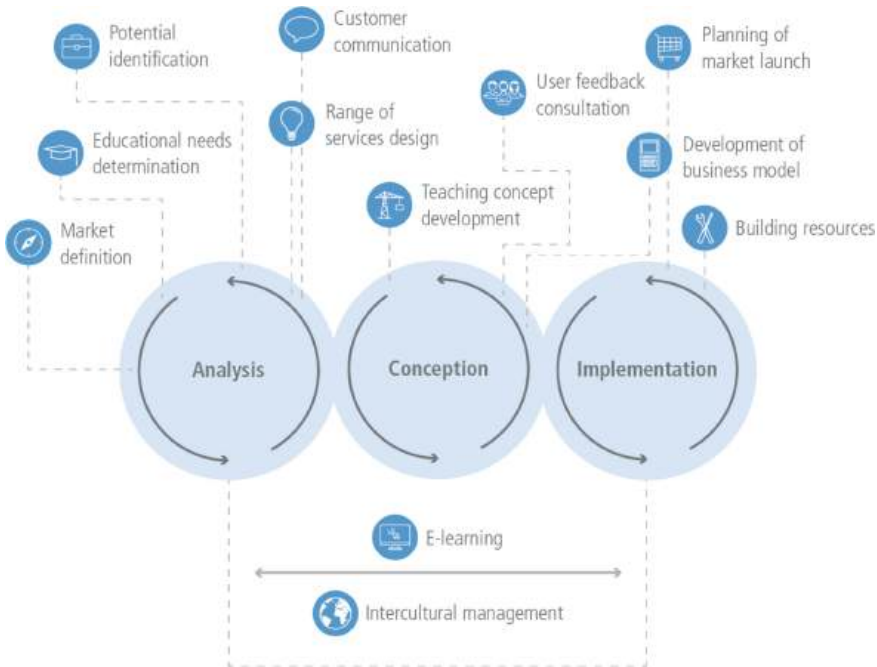 Potential
identification
Customer
communication
Planning of
market launch
User feedback
consultation
Range of
services design
Educational needs
determination
Development of
business model
Teaching concept
development
Market
definition
Building resources
Analysis
Conception
Implementation
E-learning
Intercultural management